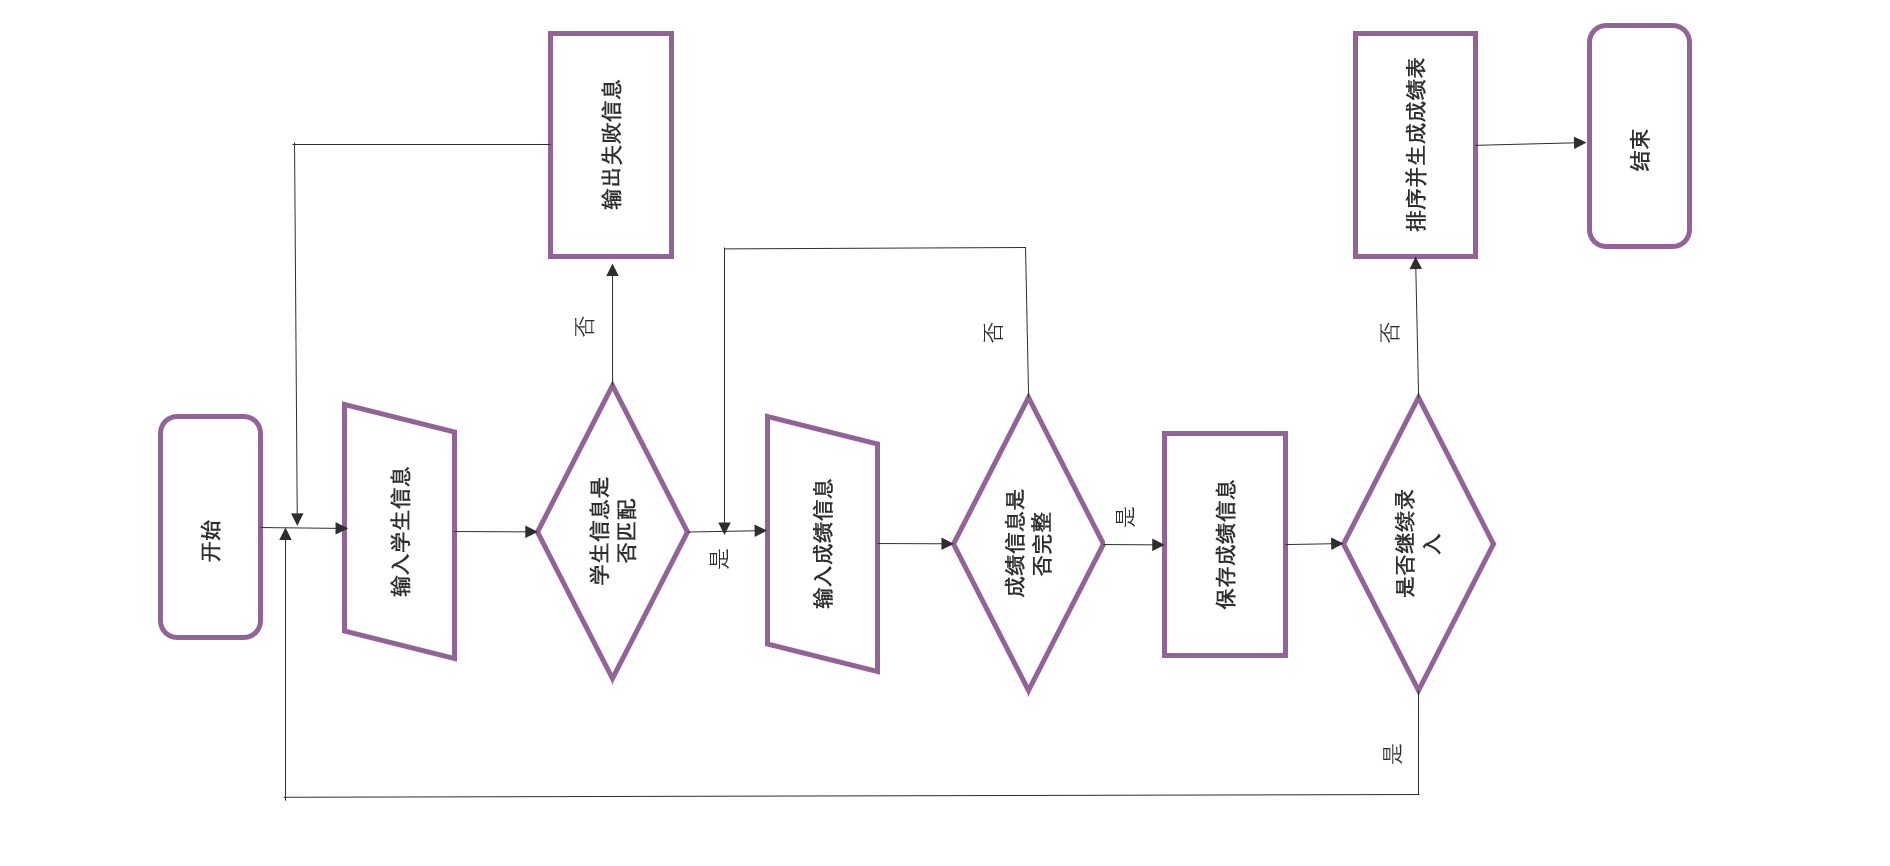 开始
输入学生信息
学生信息是
否匹配
否
输出失败信息
是
输入成绩信息
成绩信息是
否完整
否
是
保存成绩信息
是否继续录
入
是
否
排序并生成成绩表
结束